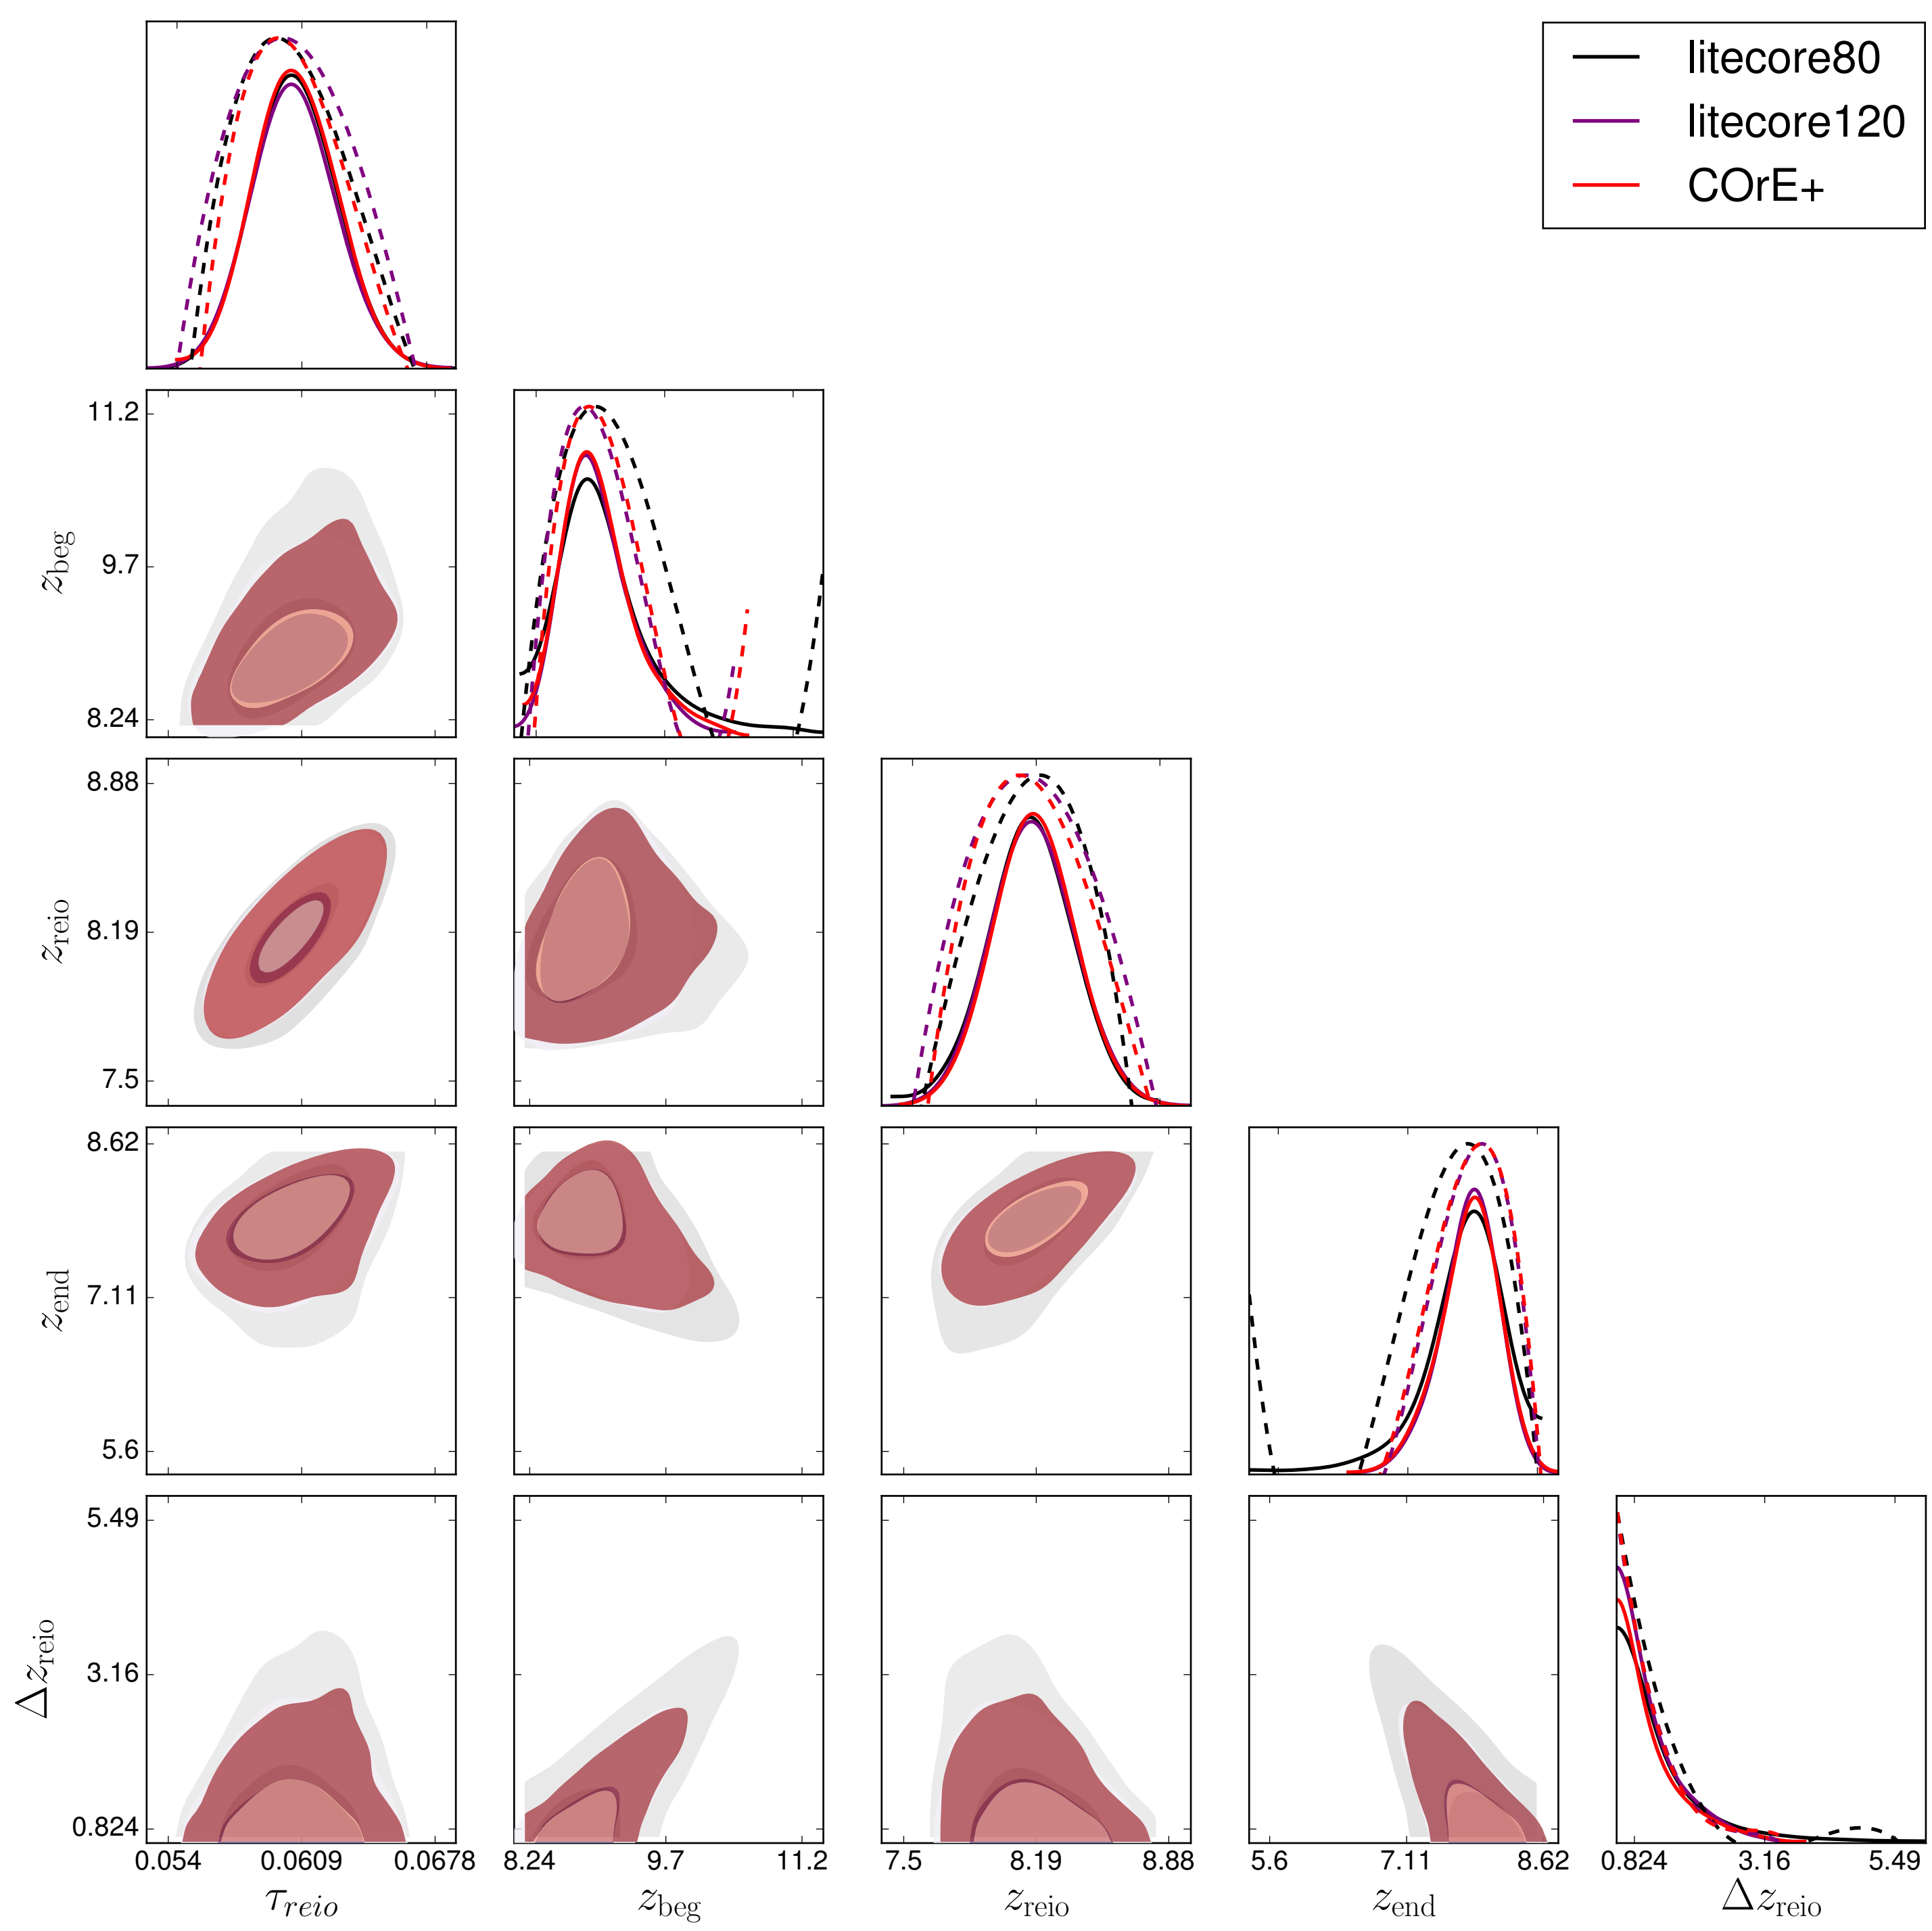 litecore80
litecore120
COrE+
11.2
9.7
8.24
z_beg
8.88
8.19
7.5
z_reio
8.62
7.11
5.6
z_end
5.49
3.16
0.824
Δz_reio
0.054 0.0609 0.0678 8.24 9.7 11.2 7.5 8.19 8.88 5.6 7.11 8.62 0.824 3.16 5.49
τ_reio z_beg z_reio z_end Δz_reio